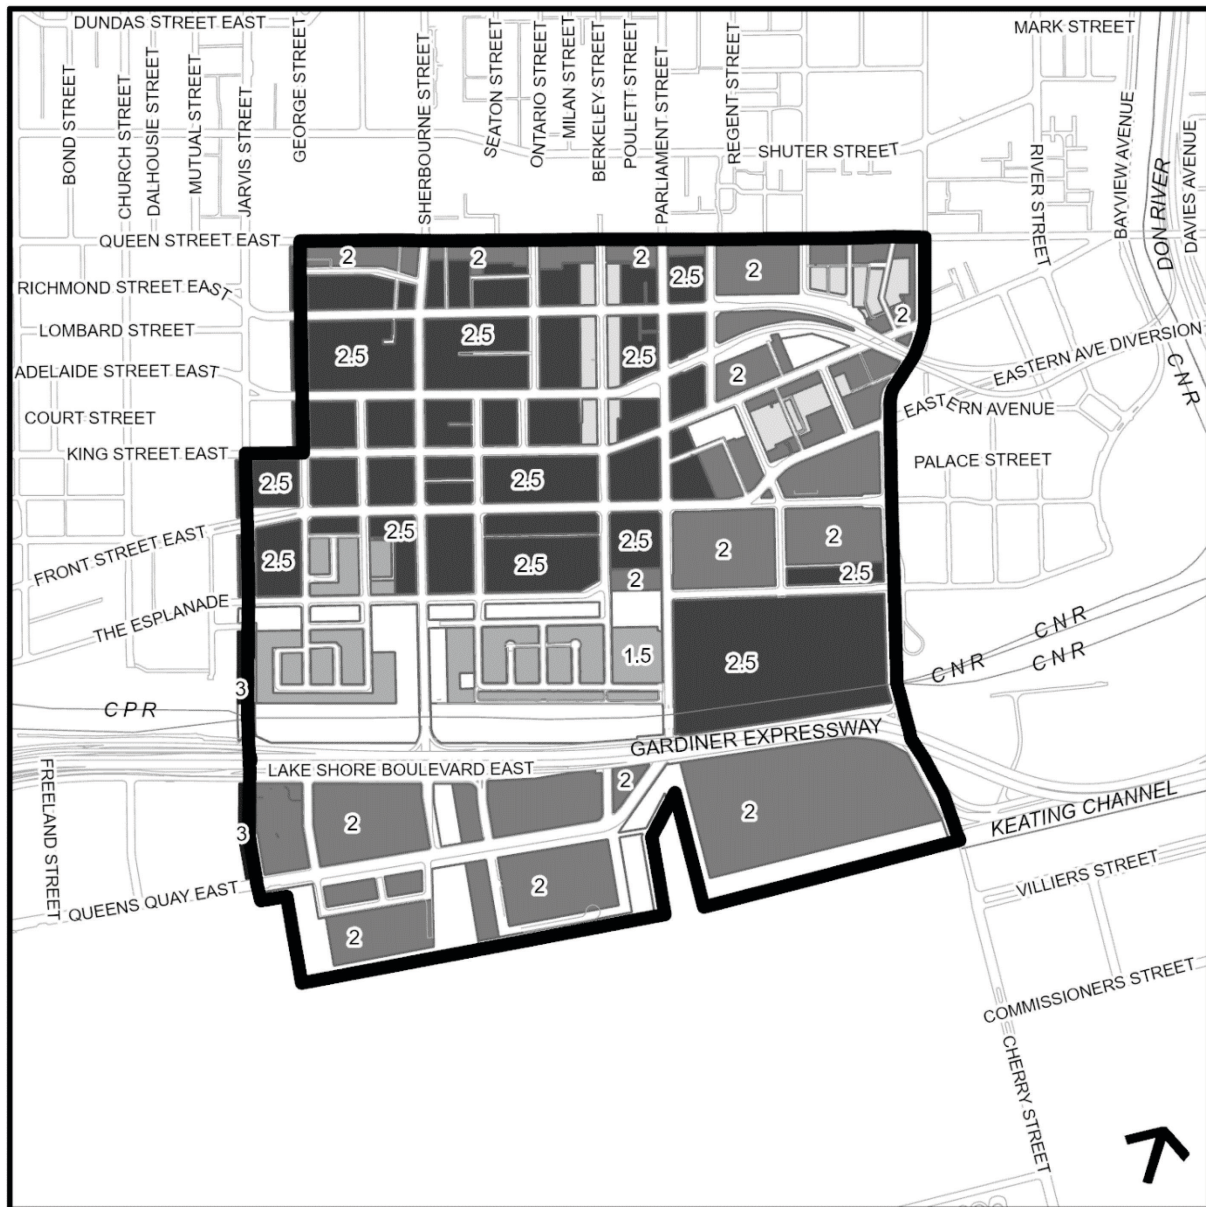 DUNDAS STREET EAST
MARK STREET
BOND STREET
CHURCH STREET
DALHOUSIE STREET
MUTUAL STREET
JARVIS STREET
GEORGE STREET
SHERBOURNE STREET
SEATON STREET
ONTARIO STREET
MILAN STREET
BERKELEY STREET
POULETT STREET
PARLIAMENT STREET
REGENT STREET
SHUTER STREET
RIVER STREET
BAYVIEW AVENUE
DON RIVER
DAVIES AVENUE
QUEEN STREET EAST
2
2
2
2.5
2
RICHMOND STREET EAST
2
LOMBARD STREET
2.5
2.5
2.5
EASTERN AVE DIVERSION
ADELAIDE STREET EAST
2
CNR
COURT STREET
EASTERN AVENUE
KING STREET EAST
PALACE STREET
2.5
2.5
FRONT STREET EAST
2.5
2.5
2
2
2.5
2.5
2
2.5
THE ESPLANADE
CNR
1.5
2.5
CNR
CNR
3
CPR
GARDINER EXPRESSWAY
LAKE SHORE BOULEVARD EAST
2
FREELAND STREET
3
2
2
KEATING CHANNEL
QUEENS QUAY EAST
2
VILLIERS STREET
2
COMMISSIONERS STREET
CHERRY STREET